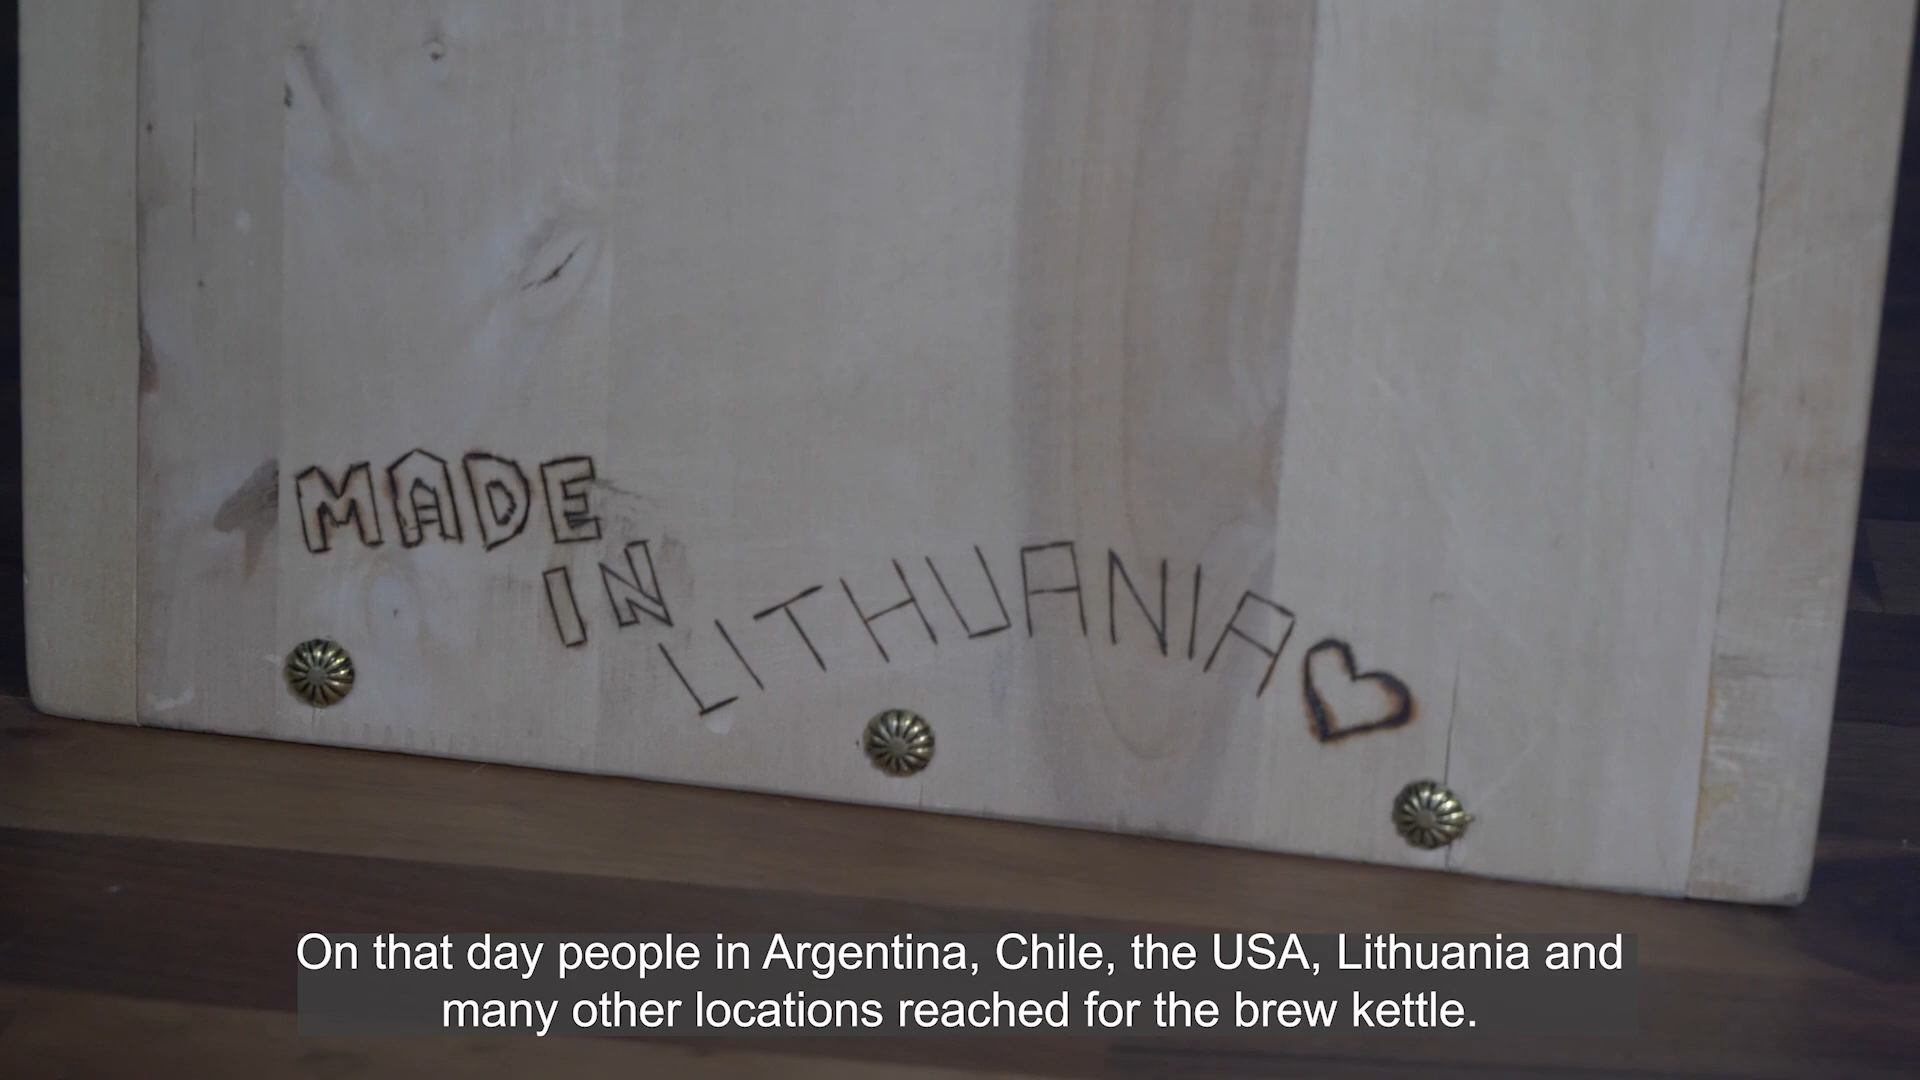 MADE
IN
LITHUANIA
On that day people in Argentina, Chile, the USA, Lithuania and
many other locations reached for the brew kettle.